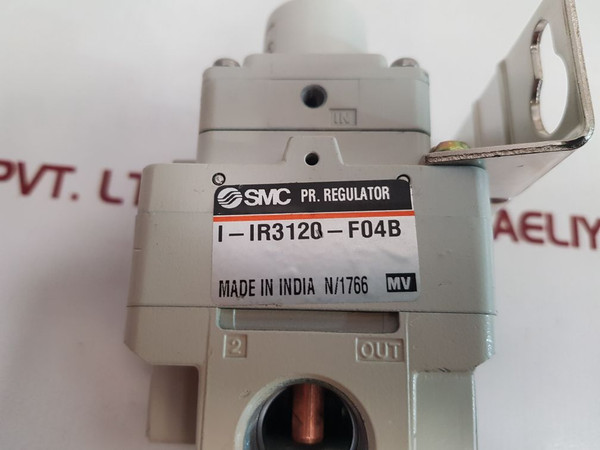 IN
SMC PR. REGULATOR
I-IR3120-F04B
MADE IN INDIA N/1766 MV
2 OUT
PVT. LT
AELIY